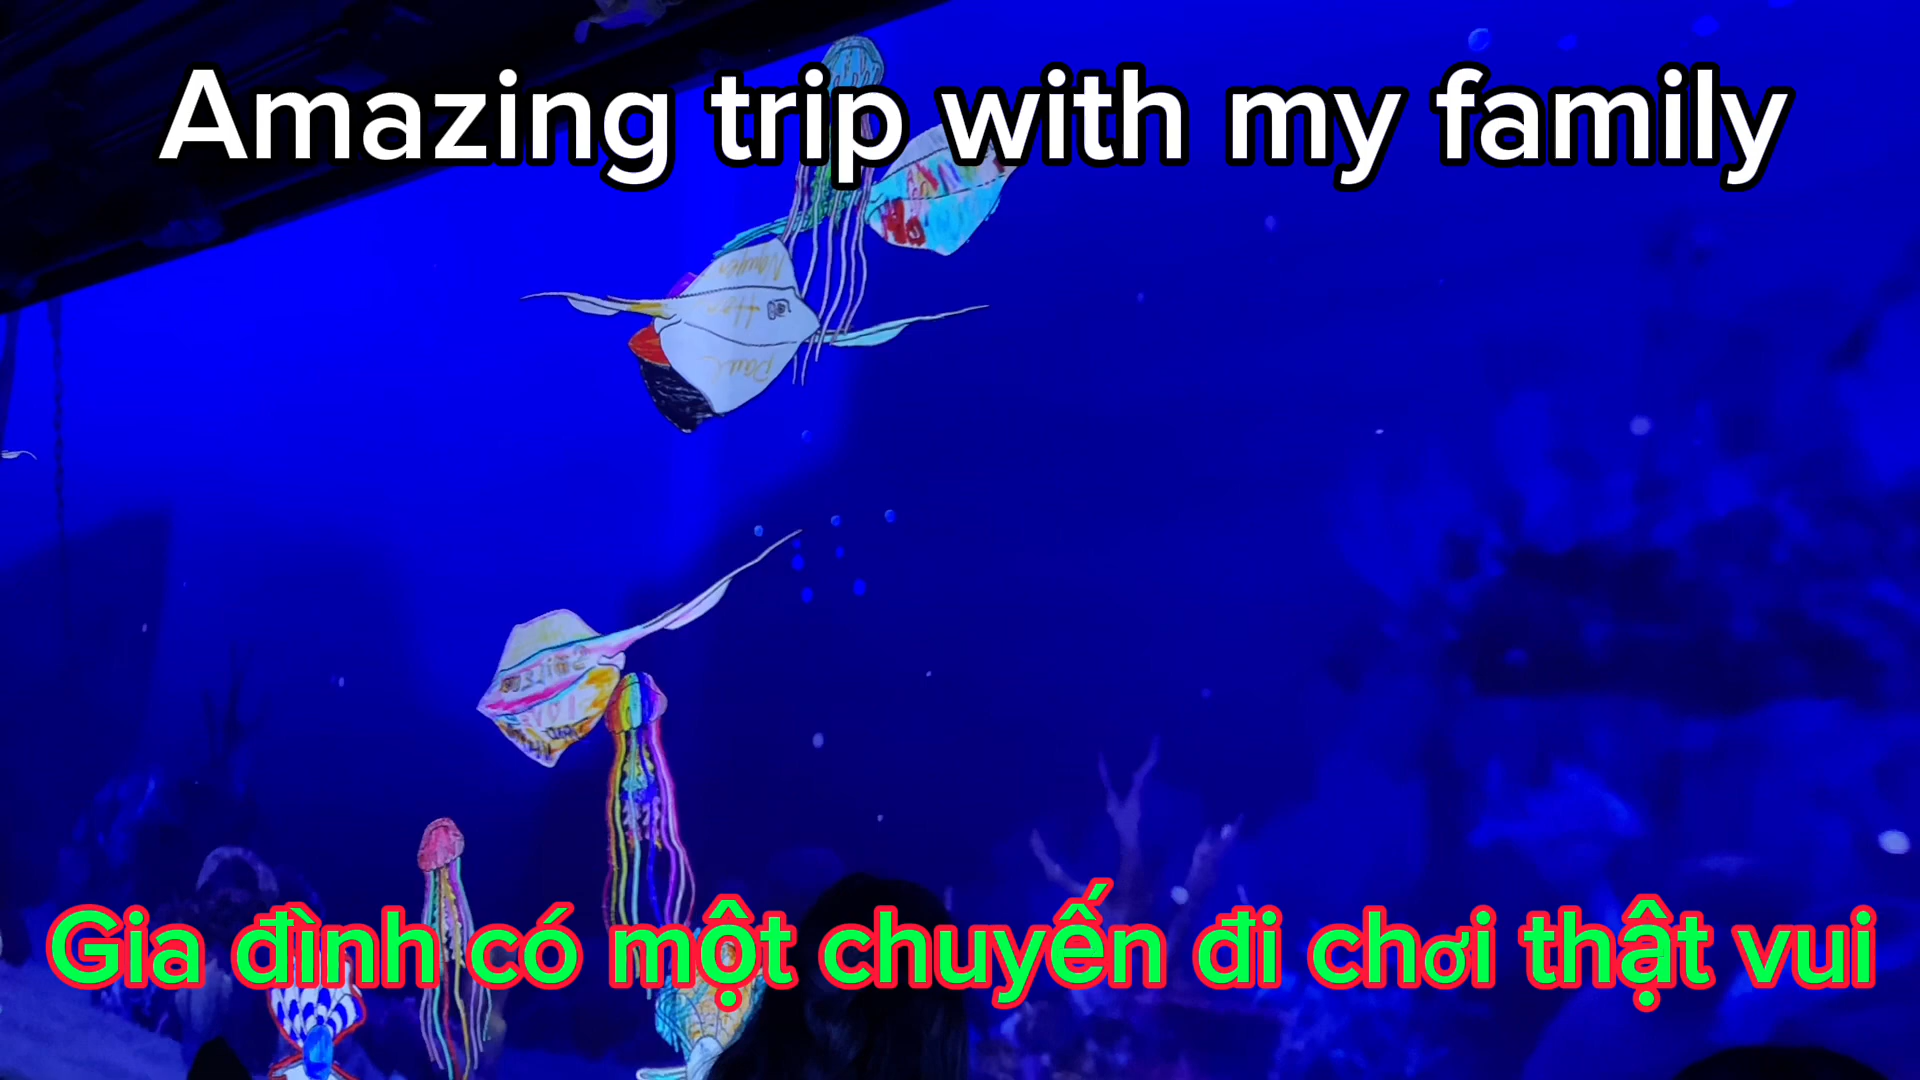 Amazing trip with my family
Gia đình có một chuyến đi chơi thật vui